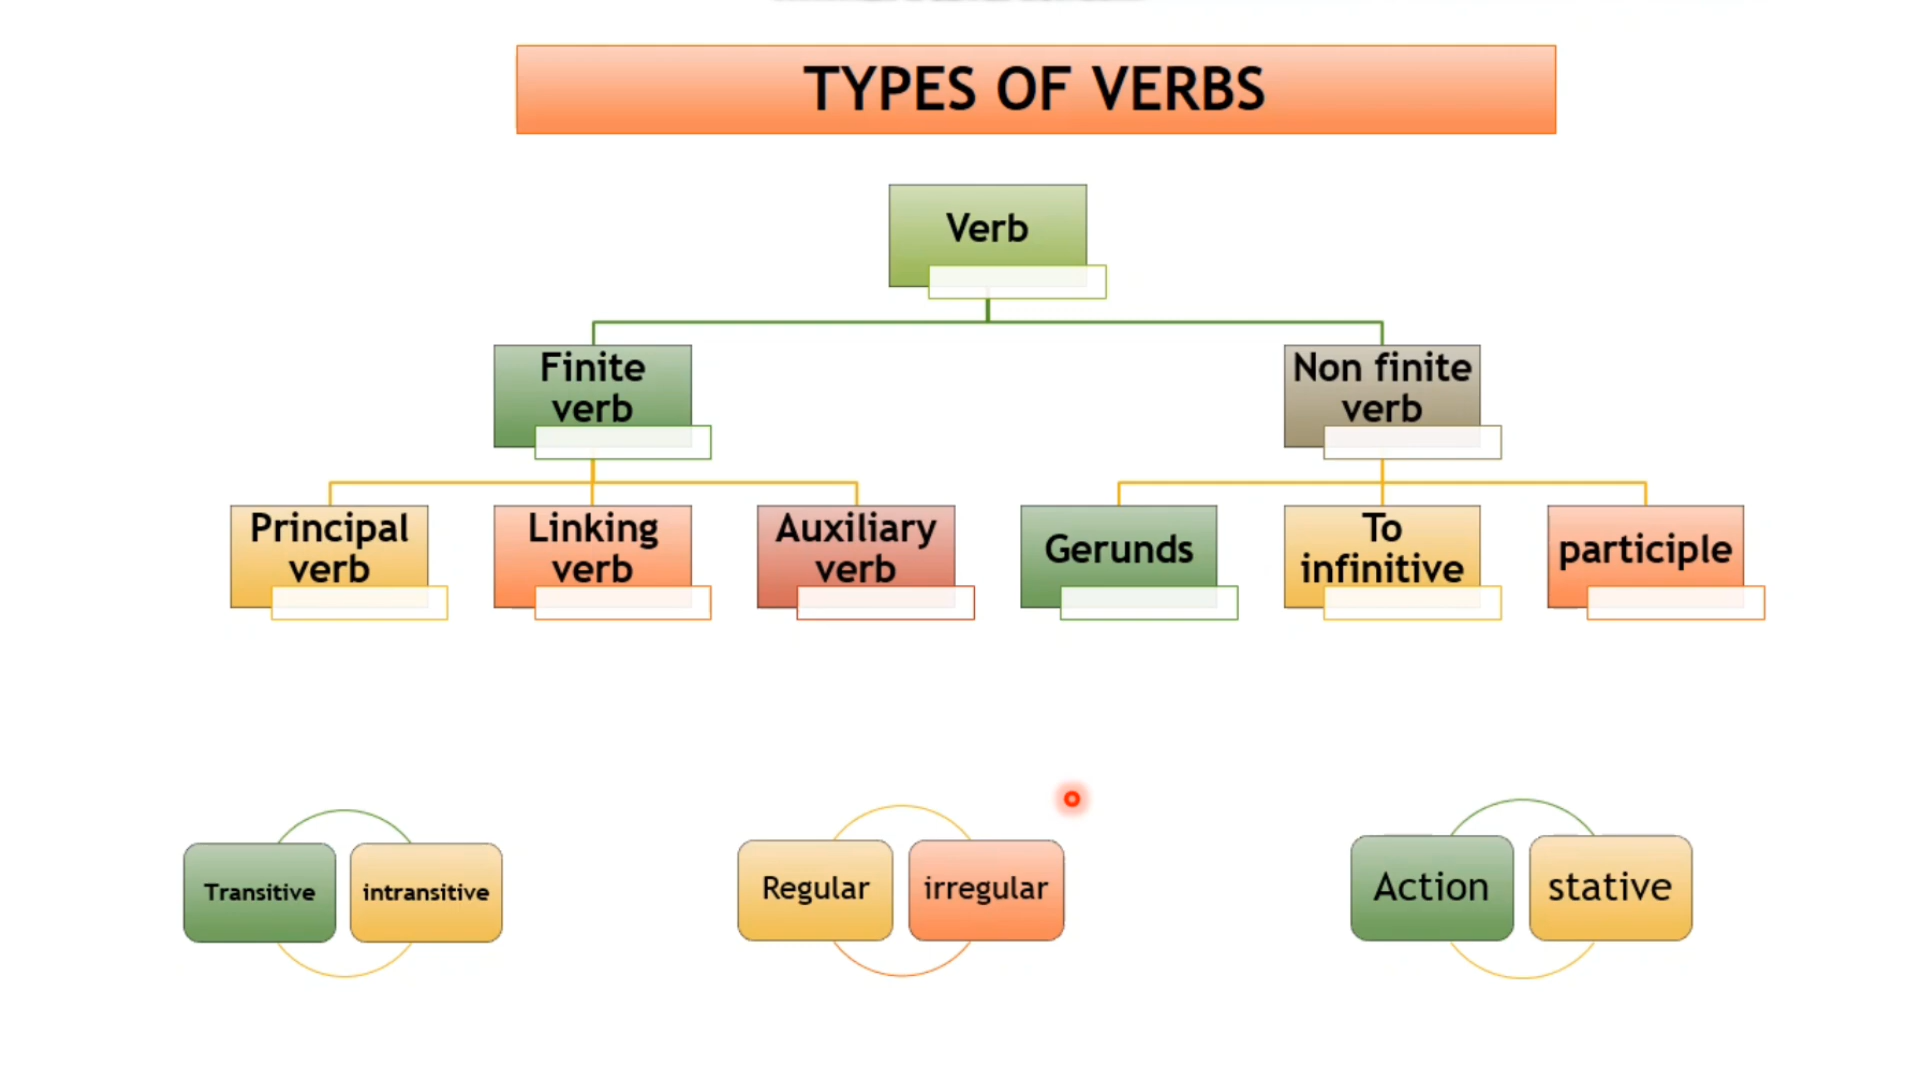 TYPES OF VERBS
Verb
Finite
verb
Non finite
verb
Principal
verb
Linking
verb
Auxiliary
verb
Gerunds
To
infinitive
participle
Transitive
intransitive
Regular
irregular
Action
stative